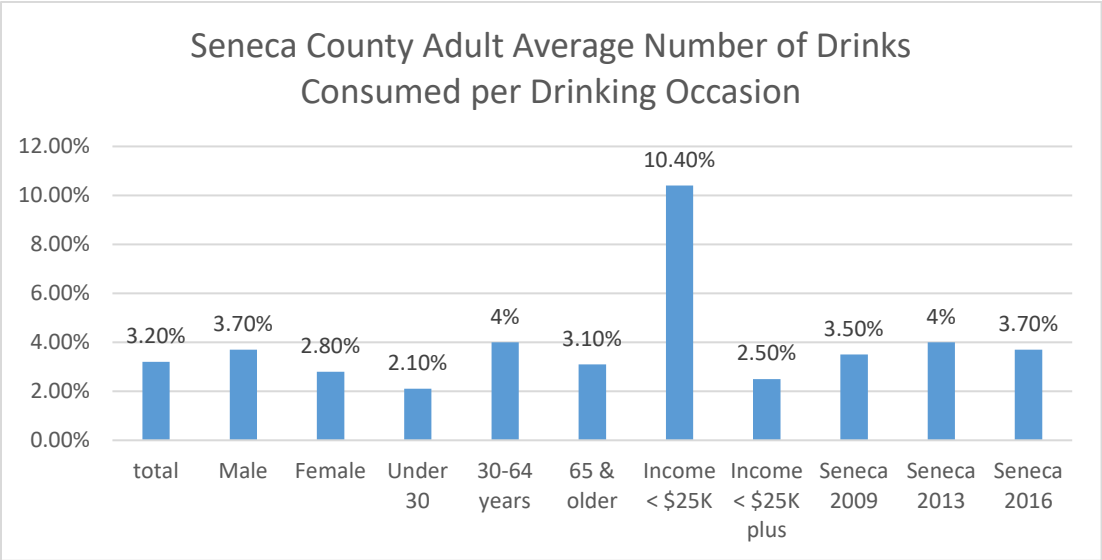 Seneca County Adult Average Number of Drinks
Consumed per Drinking Occasion
12.00%
10.00%
8.00%
6.00%
4.00%
2.00%
0.00%
3.20%
3.70%
2.80%
2.10%
4%
3.10%
10.40%
2.50%
3.50%
4%
3.70%
total
Male
Female
Under
30
30-64
years
65 &
older
Income
< $25K
Income
< $25K
plus
Seneca
2009
Seneca
2013
Seneca
2016